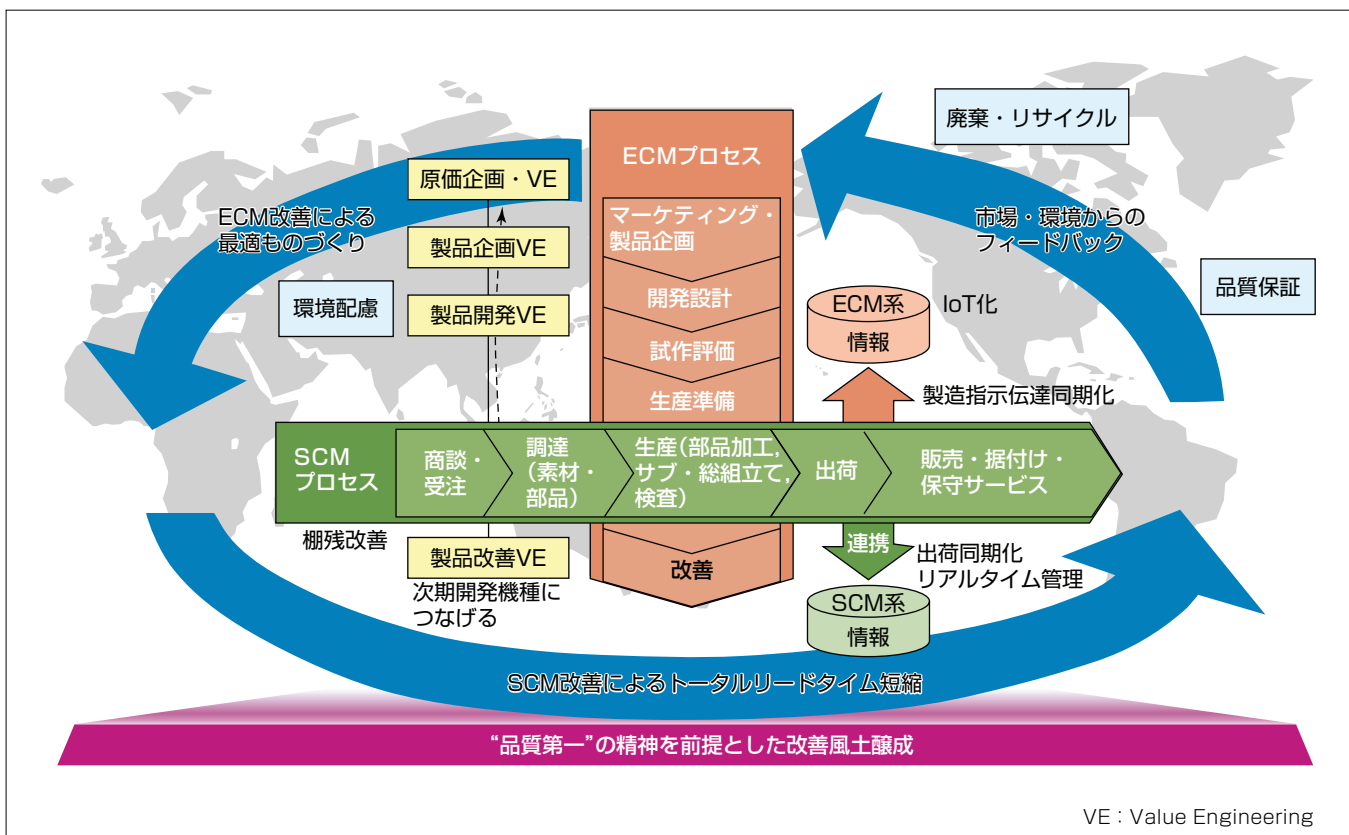 廃棄・リサイクル
ECMプロセス
原価企画・VE
ECM改善による
最適ものづくり
マーケティング・
製品企画
市場・環境からの
フィードバック
製品企画VE
品質保証
環境配慮
製品開発VE
開発設計
ECM系
情報
IoT化
試作評価
生産準備
製造指示伝達同期化
SCM
プロセス
商談・
受注
調達
（素材・
部品）
生産（部品加工，
サブ・総組立て，
検査）
出荷
販売・据付け・
保守サービス
棚残改善
製品改善VE
次期開発機種に
つなげる
改善
連携
出荷同期化
リアルタイム管理
SCM系
情報
SCM改善によるトータルリードタイム短縮
“品質第一”の精神を前提とした改善風土醸成
VE：Value Engineering